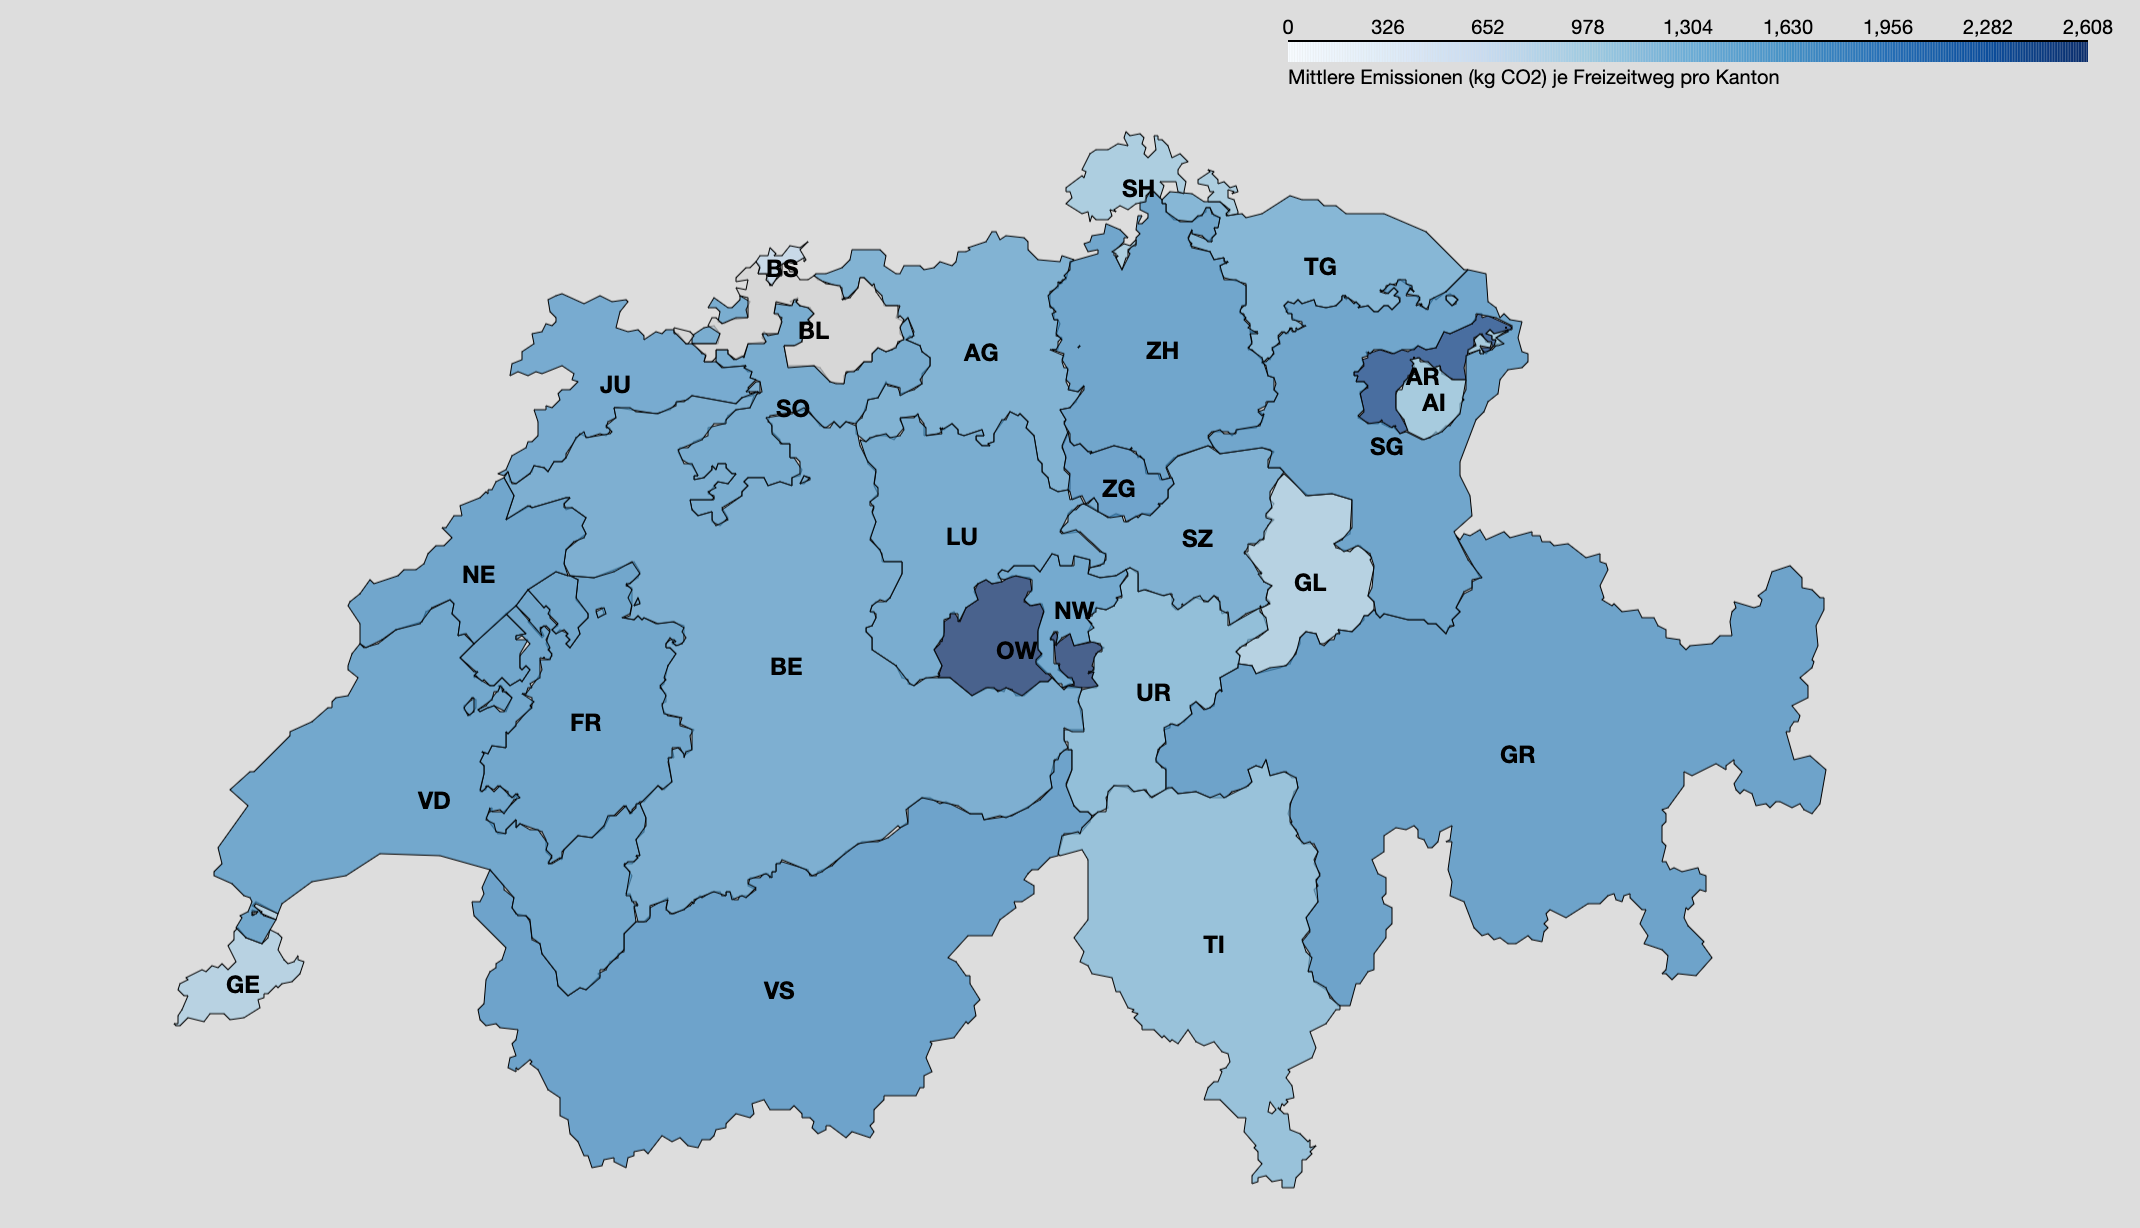 0 326 652 978 1,304 1,630 1,956 2,282 2,608
Mittlere Emissionen (kg CO2) je Freizeitweg pro Kanton
SH
BS
TG
BL
AG
ZH
JU
AR
SO
AI
SG
ZG
LU
SZ
NE
GL
NW
OW
BE
UR
FR
GR
VD
TI
GE
VS